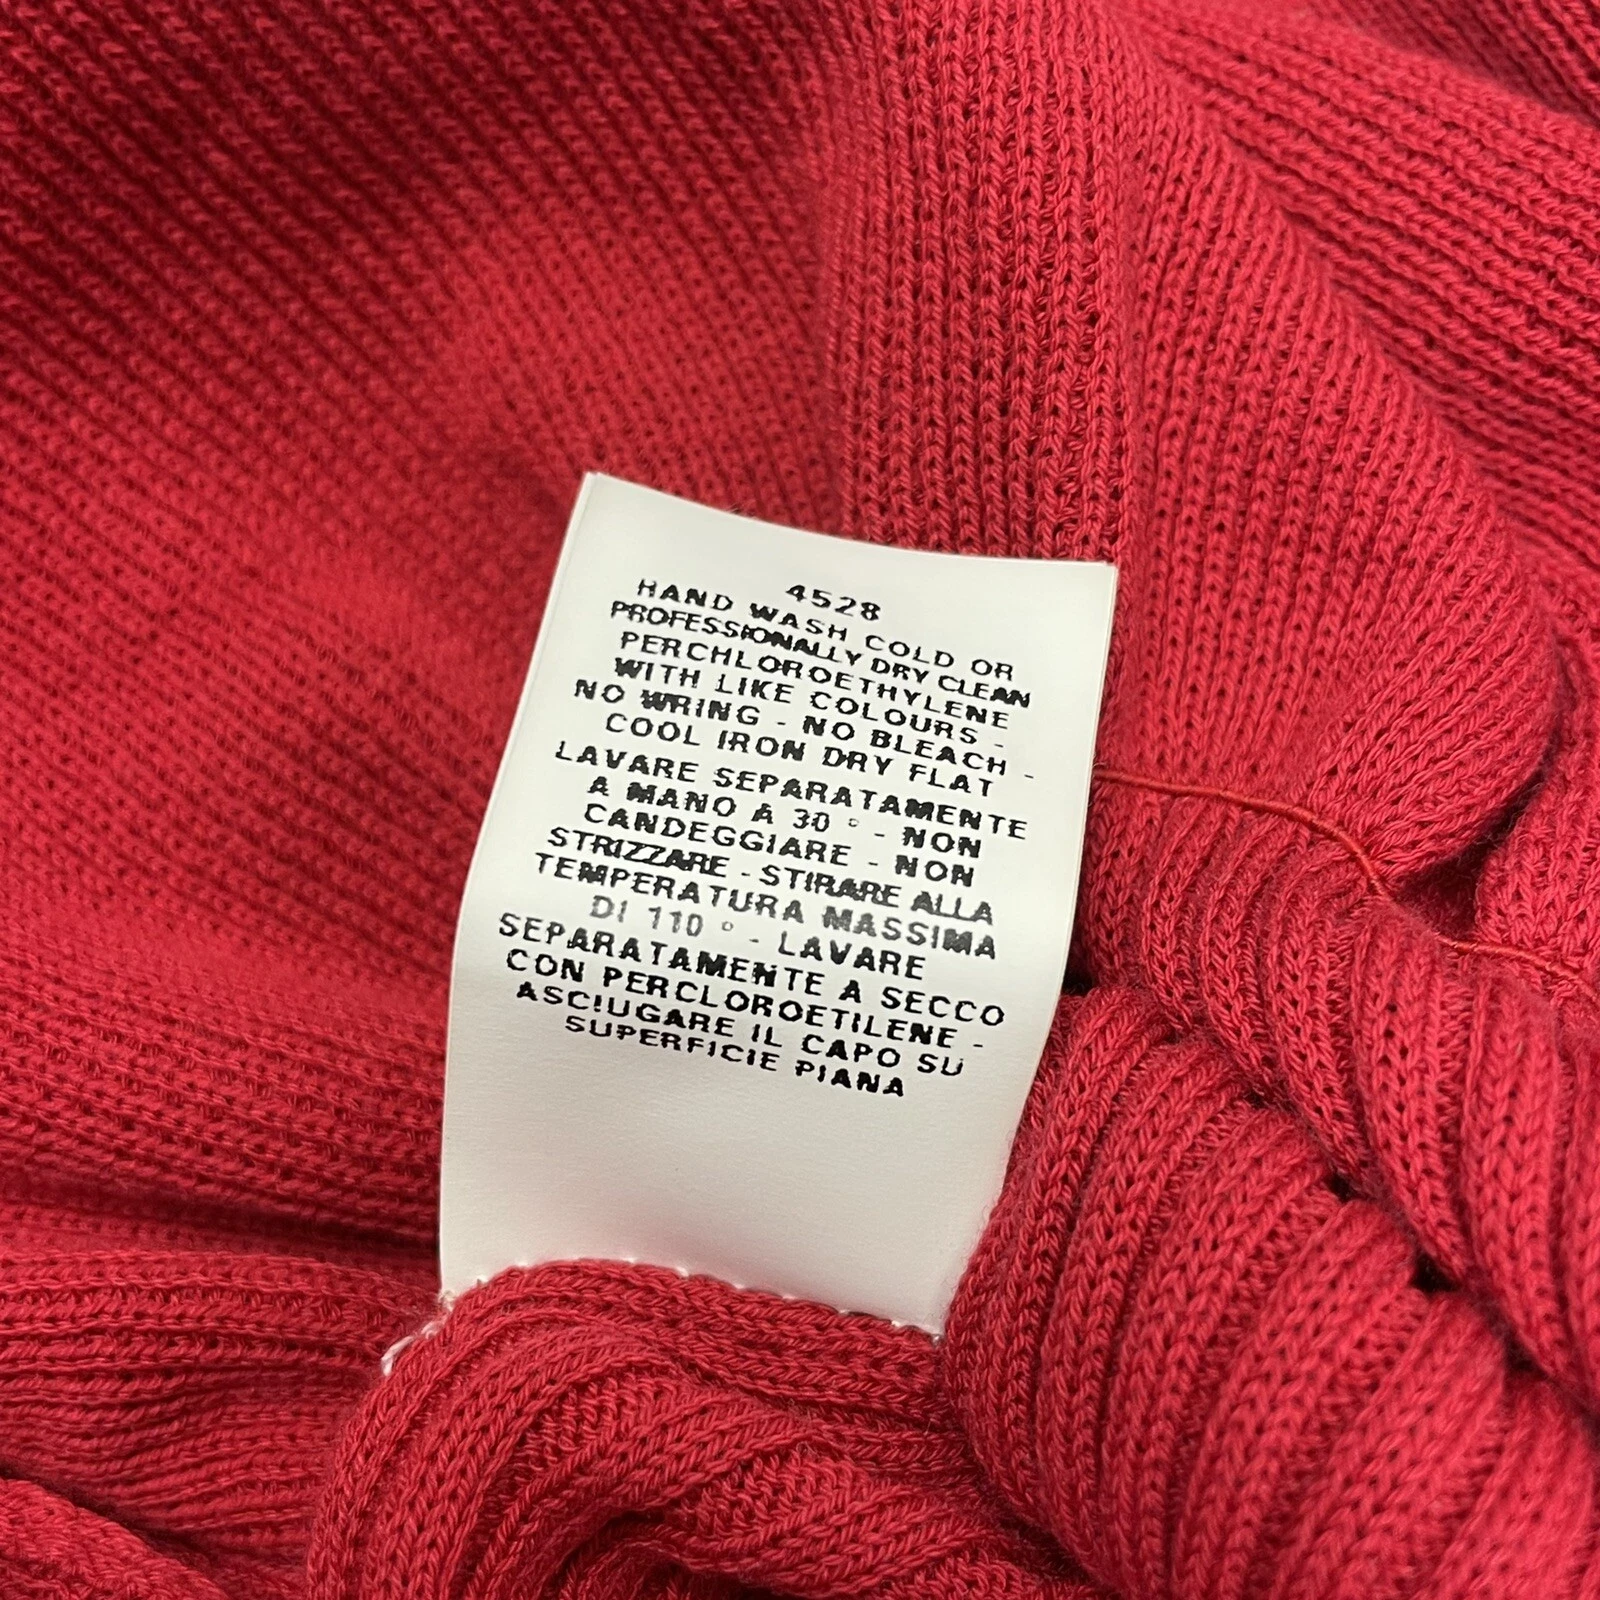 4528
HAND WASH COLD OR
PROFESSIONALLY DRY CLEAN
PERCHLOROETHYLENE
WITH LIKE COLOURS -
NO WRING - NO BLEACH -
COOL IRON DRY FLAT
LAVARE SEPARATAMENTE
A MANO A 30 ° - NON
CANDEGGIARE - NON
STRIZZARE - STIRARE ALLA
TEMPERATURA MASSIMA
DI 110 ° - LAVARE
SEPARATAMENTE A SECCO
CON PERCLOROETILENE -
ASCIUGARE IL CAPO SU
SUPERFICIE PIANA